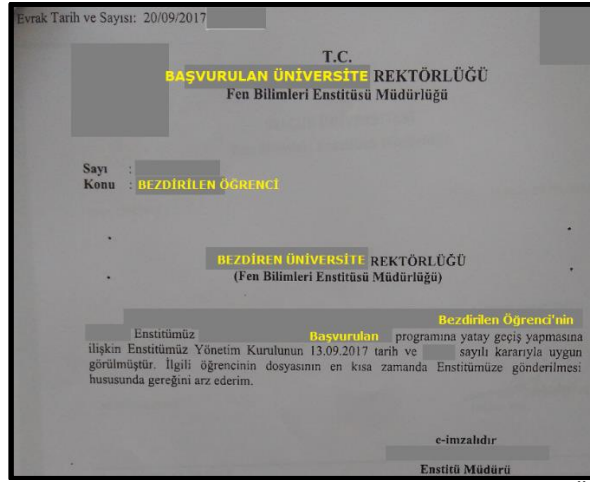 Evrak Tarih ve Sayısı: 20/09/2017
T.C.
BAŞVURULAN ÜNİVERSİTE REKTÖRLÜĞÜ
Fen Bilimleri Enstitüsü Müdürlüğü
Sayı :
Konu : BEZDİRİLEN ÖĞRENCİ
BEZDİREN ÜNİVERSİTE REKTÖRLÜĞÜ
(Fen Bilimleri Enstitüsü Müdürlüğü)
Bezdirilen Öğrenci'nin
Enstitümüz Başvurulan programına yatay geçiş yapmasına
ilişkin Enstitümüz Yönetim Kurulunun 13.09.2017 tarih ve sayılı kararıyla uygun
görülmüştür. İlgili öğrencinin dosyasının en kısa zamanda Enstitümüze gönderilmesi
hususunda gereğini arz ederim.
e-imzalıdır
Enstitü Müdürü